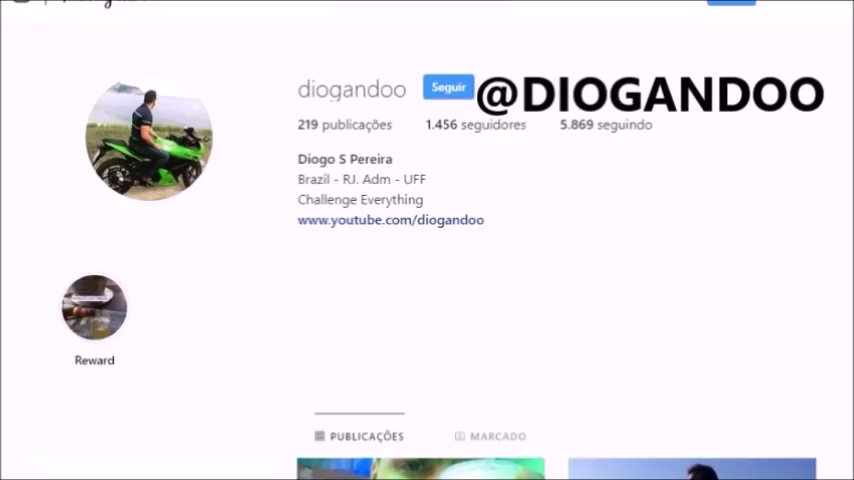 diogandoo Seguir @DIOGANDOO
219 publicações 1.456 seguidores 5.869 seguindo
Diogo S Pereira
Brazil - RJ. Adm - UFF
Challenge Everything
www.youtube.com/diogandoo
Reward
PUBLICAÇÕES MARCADO